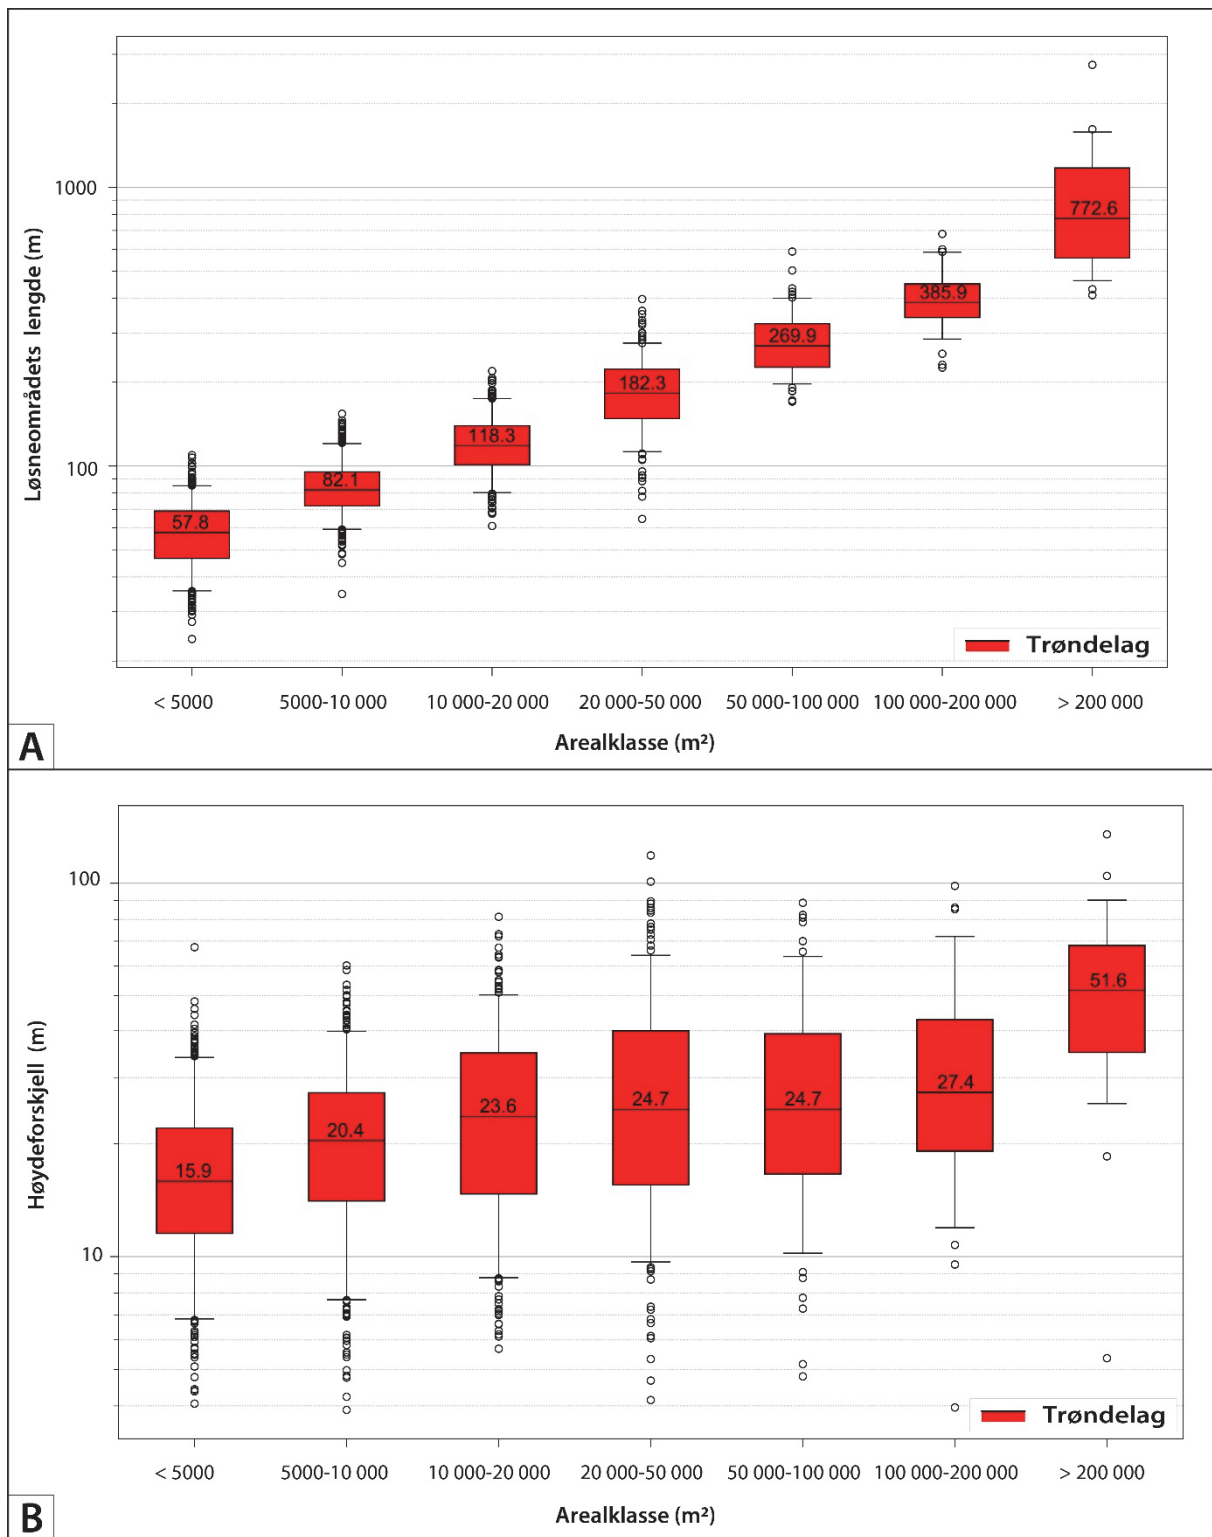 1000
100
Løsneområdets lengde (m)
57.8
82.1
118.3
182.3
269.9
385.9
772.6
Trøndelag
< 5000
5000-10 000
10 000-20 000
20 000-50 000
50 000-100 000
100 000-200 000
> 200 000
Arealklasse (m²)
A
100
10
Høydeforskjell (m)
15.9
20.4
23.6
24.7
24.7
27.4
51.6
Trøndelag
< 5000
5000-10 000
10 000-20 000
20 000-50 000
50 000-100 000
100 000-200 000
> 200 000
Arealklasse (m²)
B